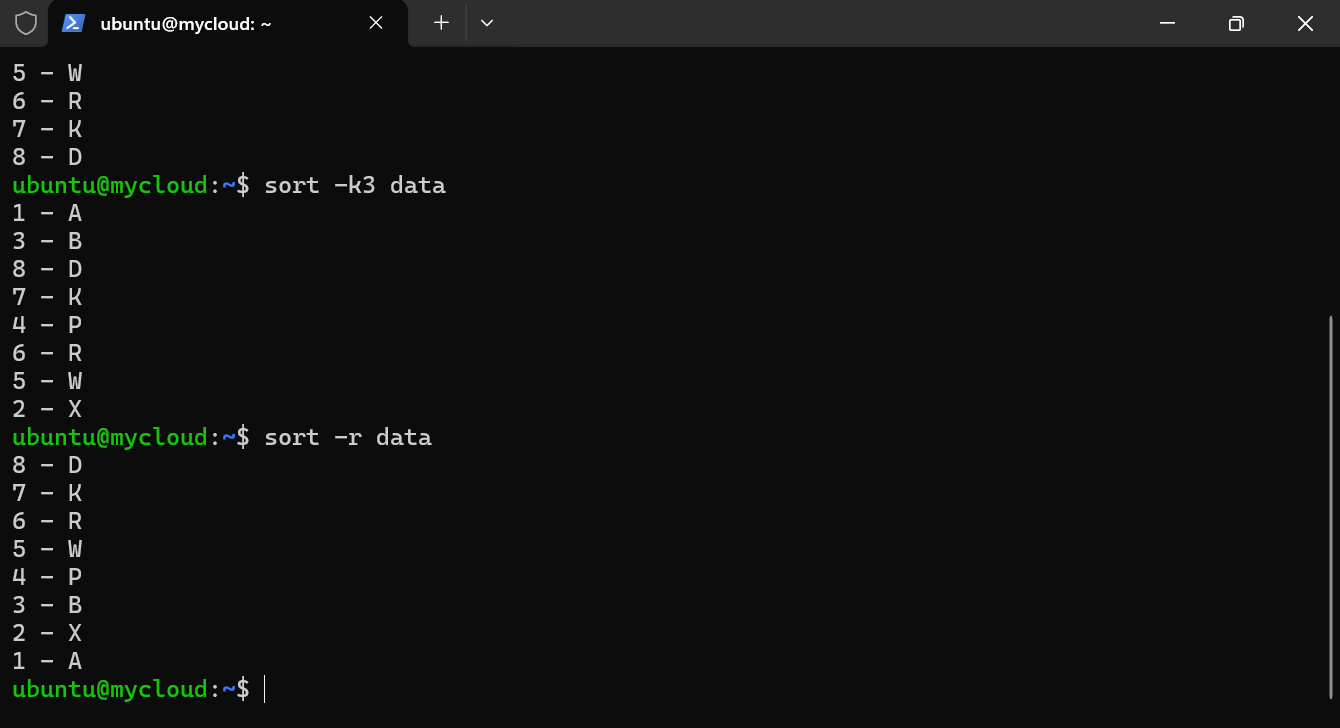 ubuntu@mycloud: ~
5 - W
6 - R
7 - K
8 - D
ubuntu@mycloud:~$ sort -k3 data
1 - A
3 - B
8 - D
7 - K
4 - P
6 - R
5 - W
2 - X
ubuntu@mycloud:~$ sort -r data
8 - D
7 - K
6 - R
5 - W
4 - P
3 - B
2 - X
1 - A
ubuntu@mycloud:~$